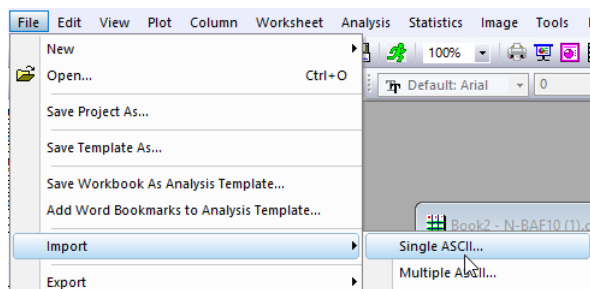 File Edit View Plot Column Worksheet Analysis Statistics Image Tools
New
100%
Open... Ctrl+O
Default: Arial 0
Save Project As...
Save Template As...
Save Workbook As Analysis Template...
Add Word Bookmarks to Analysis Template...
Book2 - N-BAF10 (1).
Import Single ASCII...
Multiple ASCII...
Export